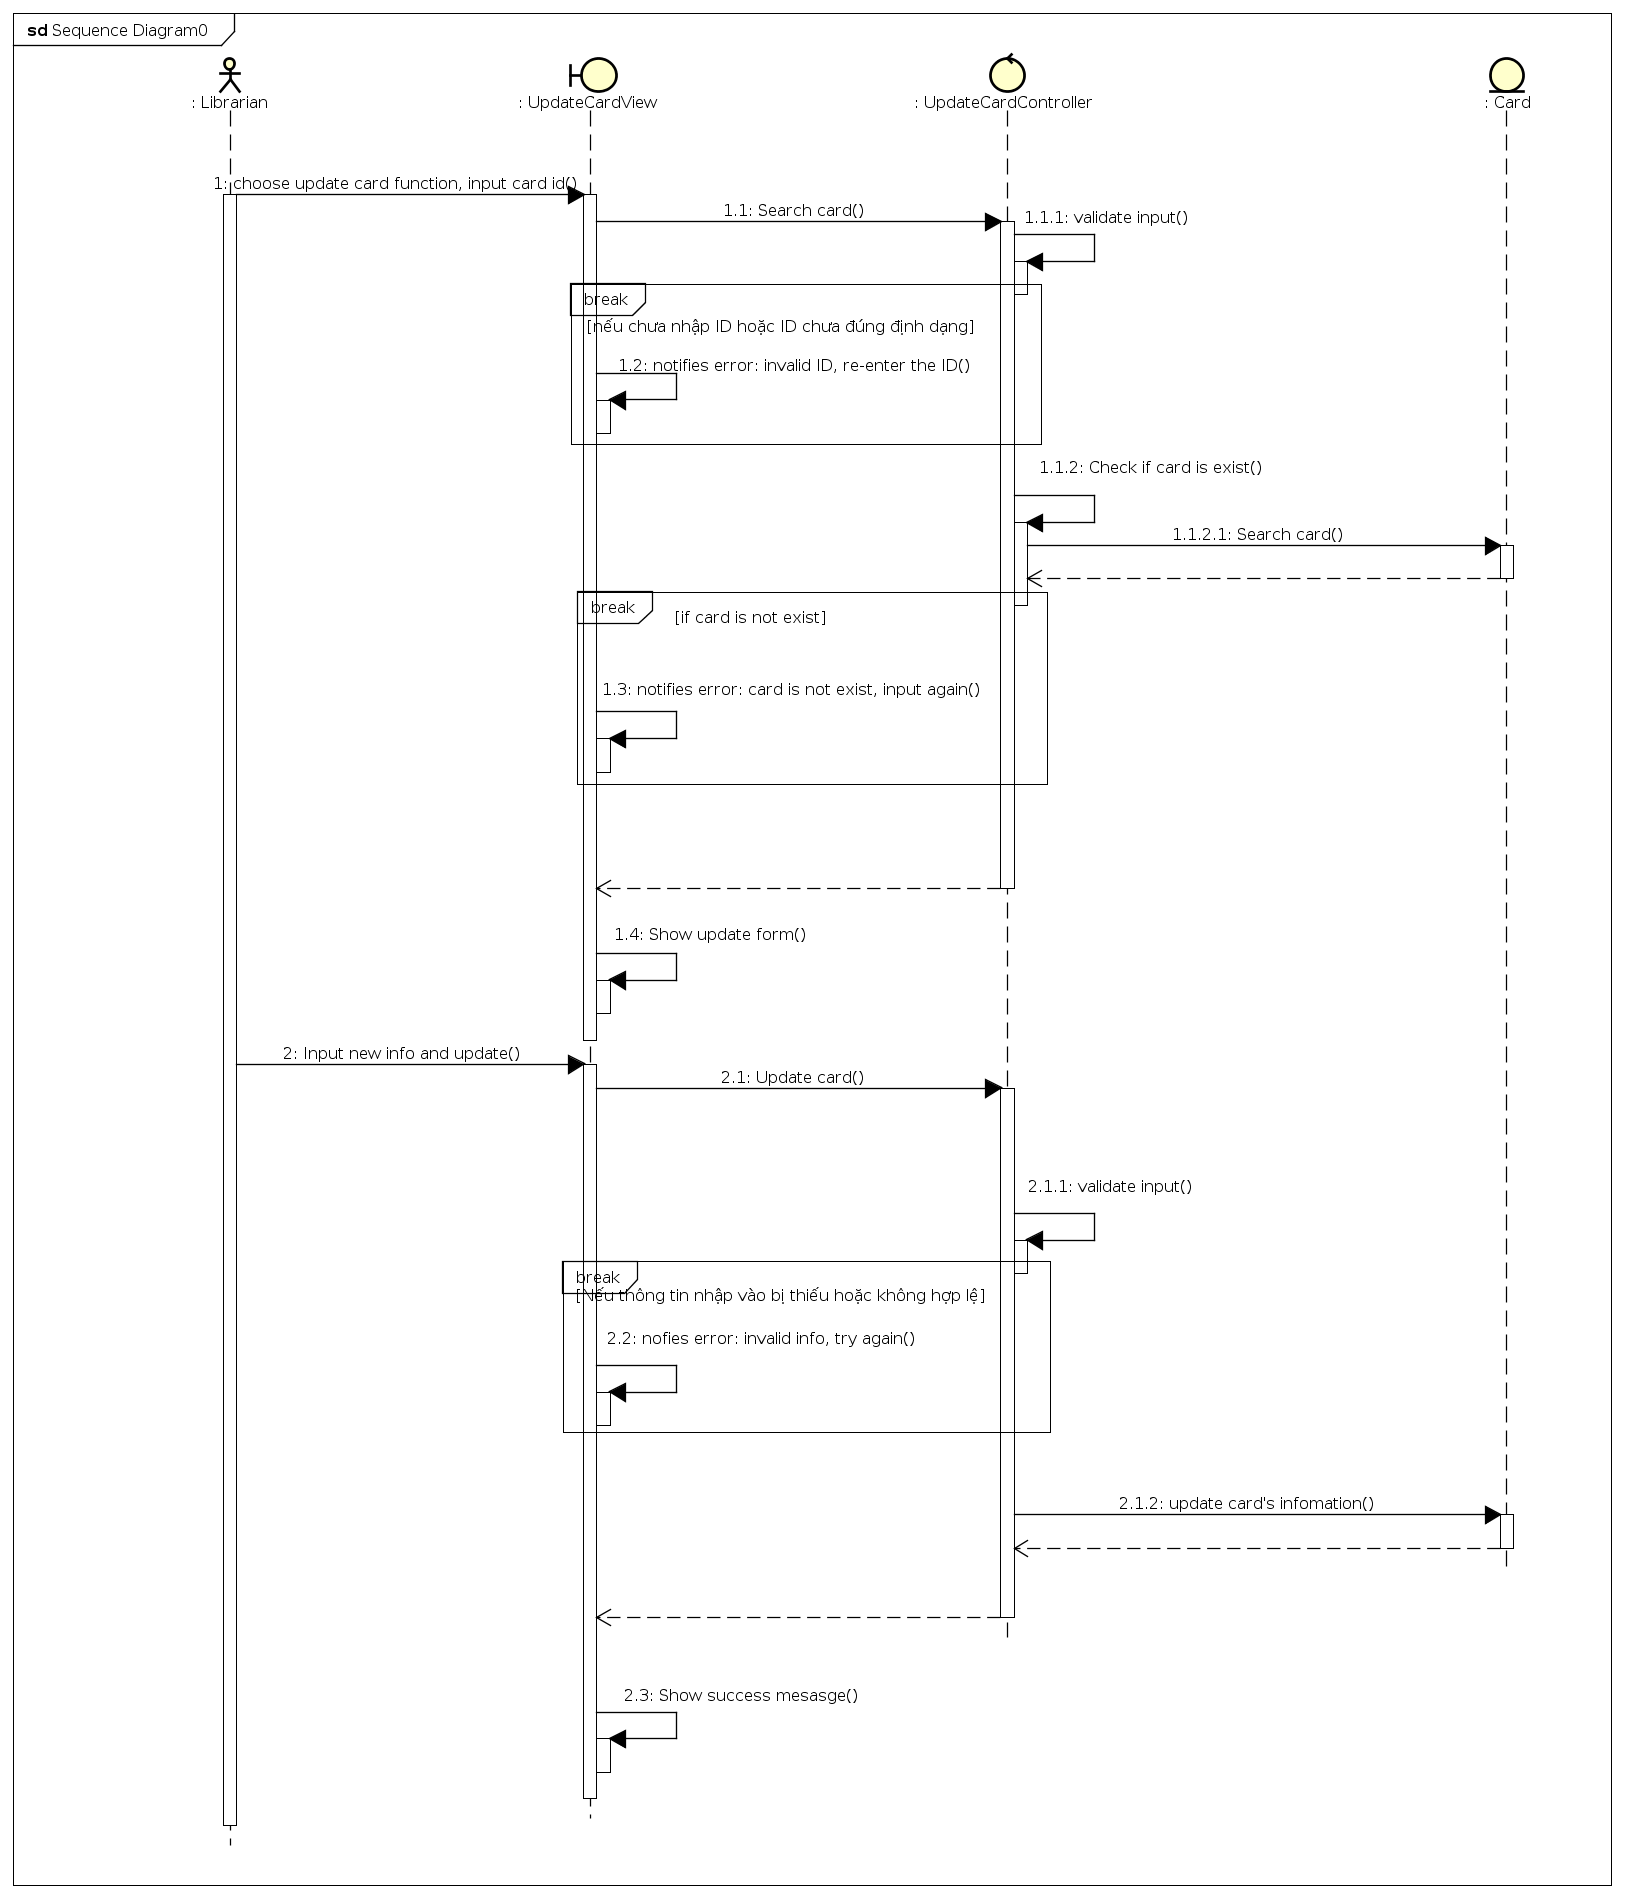 sd Sequence Diagram0
: Librarian
: UpdateCardView
: UpdateCardController
: Card
1: choose update card function, input card id()
1.1: Search card()
1.1.1: validate input()
break
[nếu chưa nhập ID hoặc ID chưa đúng định dạng]
1.2: notifies error: invalid ID, re-enter the ID()
1.1.2: Check if card is exist()
1.1.2.1: Search card()
break
[if card is not exist]
1.3: notifies error: card is not exist, input again()
1.4: Show update form()
2: Input new info and update()
2.1: Update card()
2.1.1: validate input()
break
[Nếu thông tin nhập vào bị thiếu hoặc không hợp lệ]
2.2: nofies error: invalid info, try again()
2.1.2: update card's infomation()
2.3: Show success mesasge()